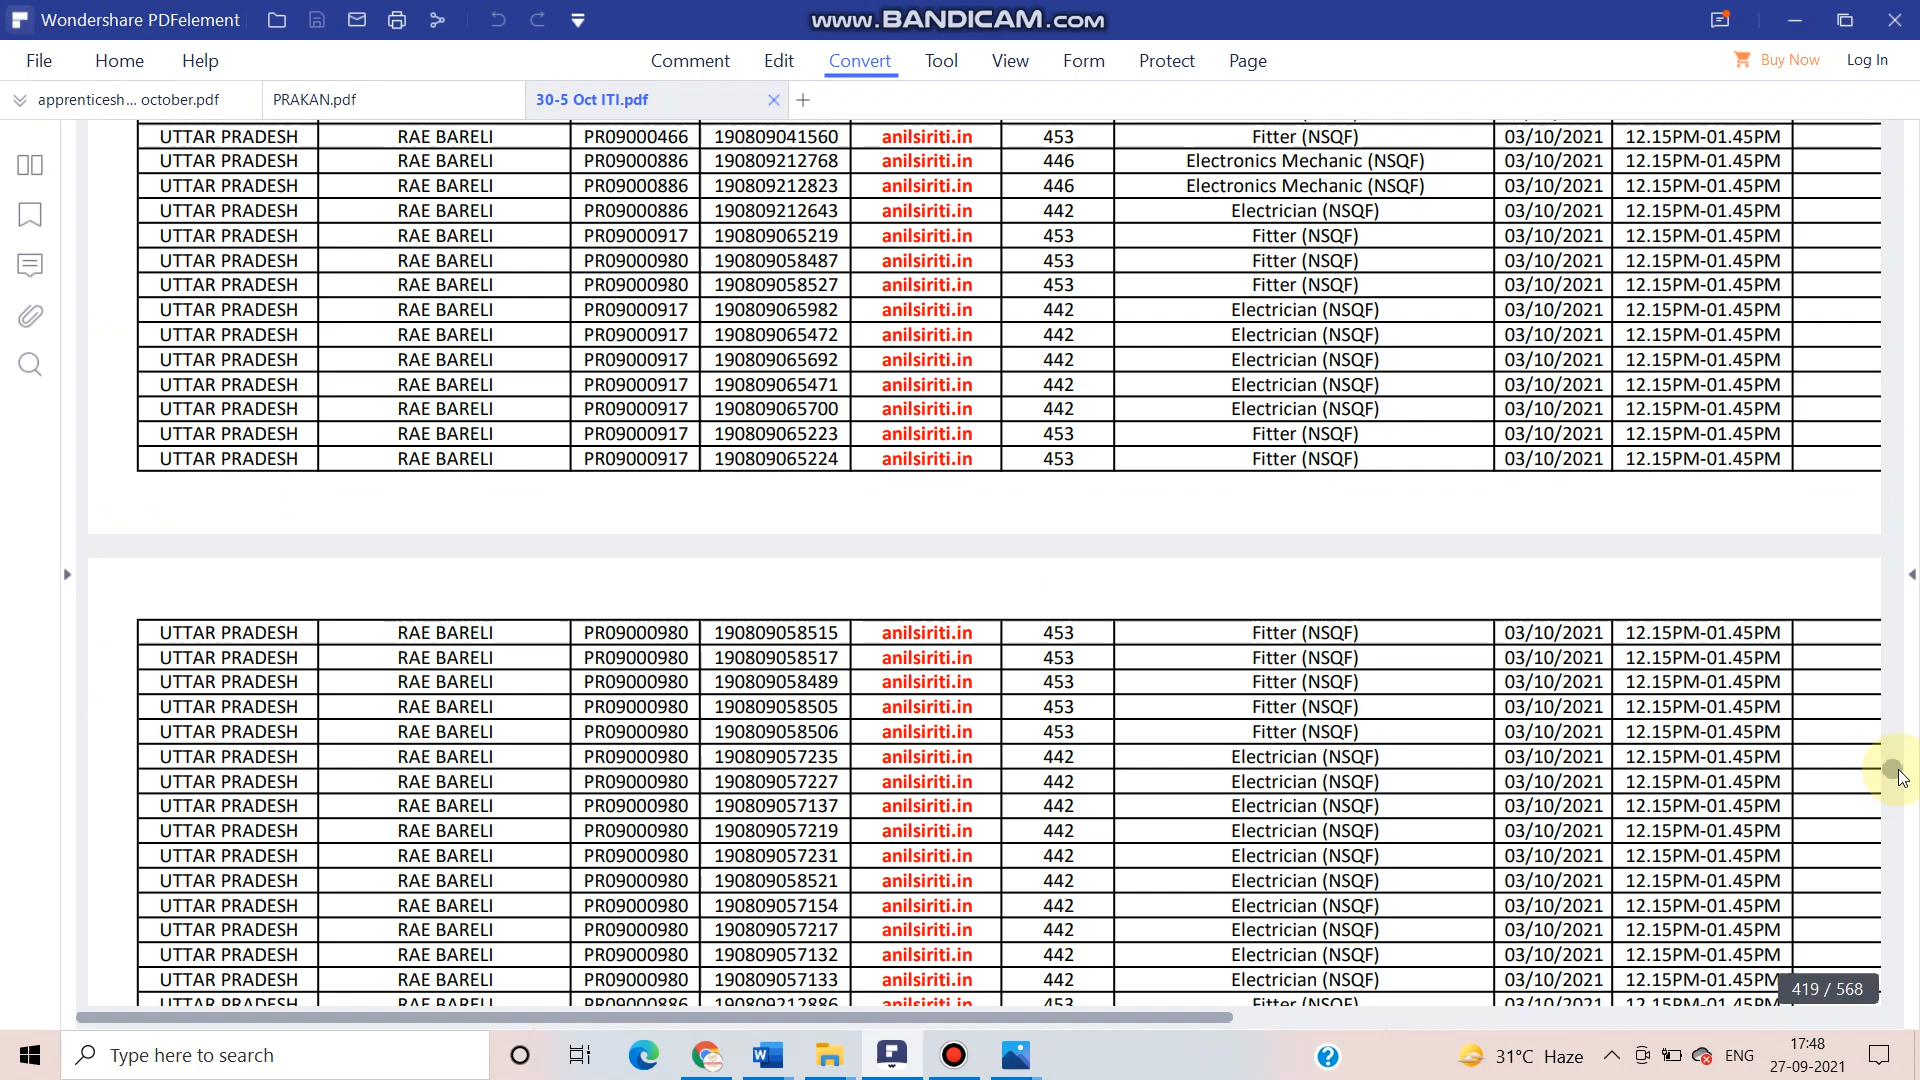 Wondershare PDFelement
www.BANDICAM.com
File Home Help Comment Edit Convert Tool View Form Protect Page Buy Now Log In
apprenticesh... october.pdf PRAKAN.pdf 30-5 Oct ITI.pdf
UTTAR PRADESH RAE BARELI PR09000466 190809041560 anilsiriti.in 453 Fitter (NSQF) 03/10/2021 12.15PM-01.45PM
UTTAR PRADESH RAE BARELI PR09000886 190809212768 anilsiriti.in 446 Electronics Mechanic (NSQF) 03/10/2021 12.15PM-01.45PM
UTTAR PRADESH RAE BARELI PR09000886 190809212823 anilsiriti.in 446 Electronics Mechanic (NSQF) 03/10/2021 12.15PM-01.45PM
UTTAR PRADESH RAE BARELI PR09000886 190809212643 anilsiriti.in 442 Electrician (NSQF) 03/10/2021 12.15PM-01.45PM
UTTAR PRADESH RAE BARELI PR09000917 190809065219 anilsiriti.in 453 Fitter (NSQF) 03/10/2021 12.15PM-01.45PM
UTTAR PRADESH RAE BARELI PR09000980 190809058487 anilsiriti.in 453 Fitter (NSQF) 03/10/2021 12.15PM-01.45PM
UTTAR PRADESH RAE BARELI PR09000980 190809058527 anilsiriti.in 453 Fitter (NSQF) 03/10/2021 12.15PM-01.45PM
UTTAR PRADESH RAE BARELI PR09000917 190809065982 anilsiriti.in 442 Electrician (NSQF) 03/10/2021 12.15PM-01.45PM
UTTAR PRADESH RAE BARELI PR09000917 190809065472 anilsiriti.in 442 Electrician (NSQF) 03/10/2021 12.15PM-01.45PM
UTTAR PRADESH RAE BARELI PR09000917 190809065692 anilsiriti.in 442 Electrician (NSQF) 03/10/2021 12.15PM-01.45PM
UTTAR PRADESH RAE BARELI PR09000917 190809065471 anilsiriti.in 442 Electrician (NSQF) 03/10/2021 12.15PM-01.45PM
UTTAR PRADESH RAE BARELI PR09000917 190809065700 anilsiriti.in 442 Electrician (NSQF) 03/10/2021 12.15PM-01.45PM
UTTAR PRADESH RAE BARELI PR09000917 190809065223 anilsiriti.in 453 Fitter (NSQF) 03/10/2021 12.15PM-01.45PM
UTTAR PRADESH RAE BARELI PR09000917 190809065224 anilsiriti.in 453 Fitter (NSQF) 03/10/2021 12.15PM-01.45PM
UTTAR PRADESH RAE BARELI PR09000980 190809058515 anilsiriti.in 453 Fitter (NSQF) 03/10/2021 12.15PM-01.45PM
UTTAR PRADESH RAE BARELI PR09000980 190809058517 anilsiriti.in 453 Fitter (NSQF) 03/10/2021 12.15PM-01.45PM
UTTAR PRADESH RAE BARELI PR09000980 190809058489 anilsiriti.in 453 Fitter (NSQF) 03/10/2021 12.15PM-01.45PM
UTTAR PRADESH RAE BARELI PR09000980 190809058505 anilsiriti.in 453 Fitter (NSQF) 03/10/2021 12.15PM-01.45PM
UTTAR PRADESH RAE BARELI PR09000980 190809058506 anilsiriti.in 453 Fitter (NSQF) 03/10/2021 12.15PM-01.45PM
UTTAR PRADESH RAE BARELI PR09000980 190809057235 anilsiriti.in 442 Electrician (NSQF) 03/10/2021 12.15PM-01.45PM
UTTAR PRADESH RAE BARELI PR09000980 190809057227 anilsiriti.in 442 Electrician (NSQF) 03/10/2021 12.15PM-01.45PM
UTTAR PRADESH RAE BARELI PR09000980 190809057137 anilsiriti.in 442 Electrician (NSQF) 03/10/2021 12.15PM-01.45PM
UTTAR PRADESH RAE BARELI PR09000980 190809057219 anilsiriti.in 442 Electrician (NSQF) 03/10/2021 12.15PM-01.45PM
UTTAR PRADESH RAE BARELI PR09000980 190809057231 anilsiriti.in 442 Electrician (NSQF) 03/10/2021 12.15PM-01.45PM
UTTAR PRADESH RAE BARELI PR09000980 190809058521 anilsiriti.in 442 Electrician (NSQF) 03/10/2021 12.15PM-01.45PM
UTTAR PRADESH RAE BARELI PR09000980 190809057154 anilsiriti.in 442 Electrician (NSQF) 03/10/2021 12.15PM-01.45PM
UTTAR PRADESH RAE BARELI PR09000980 190809057217 anilsiriti.in 442 Electrician (NSQF) 03/10/2021 12.15PM-01.45PM
UTTAR PRADESH RAE BARELI PR09000980 190809057132 anilsiriti.in 442 Electrician (NSQF) 03/10/2021 12.15PM-01.45PM
UTTAR PRADESH RAE BARELI PR09000980 190809057133 anilsiriti.in 442 Electrician (NSQF) 03/10/2021 12.15PM-01.45PM
UTTAR PRADESH RAE BARELI PR09000886 190809212886 anilsiriti.in 453 Fitter (NSQF) 03/10/2021 12.15PM-01.45PM
419 / 568
Type here to search
31°C Haze
ENG
17:48
27-09-2021